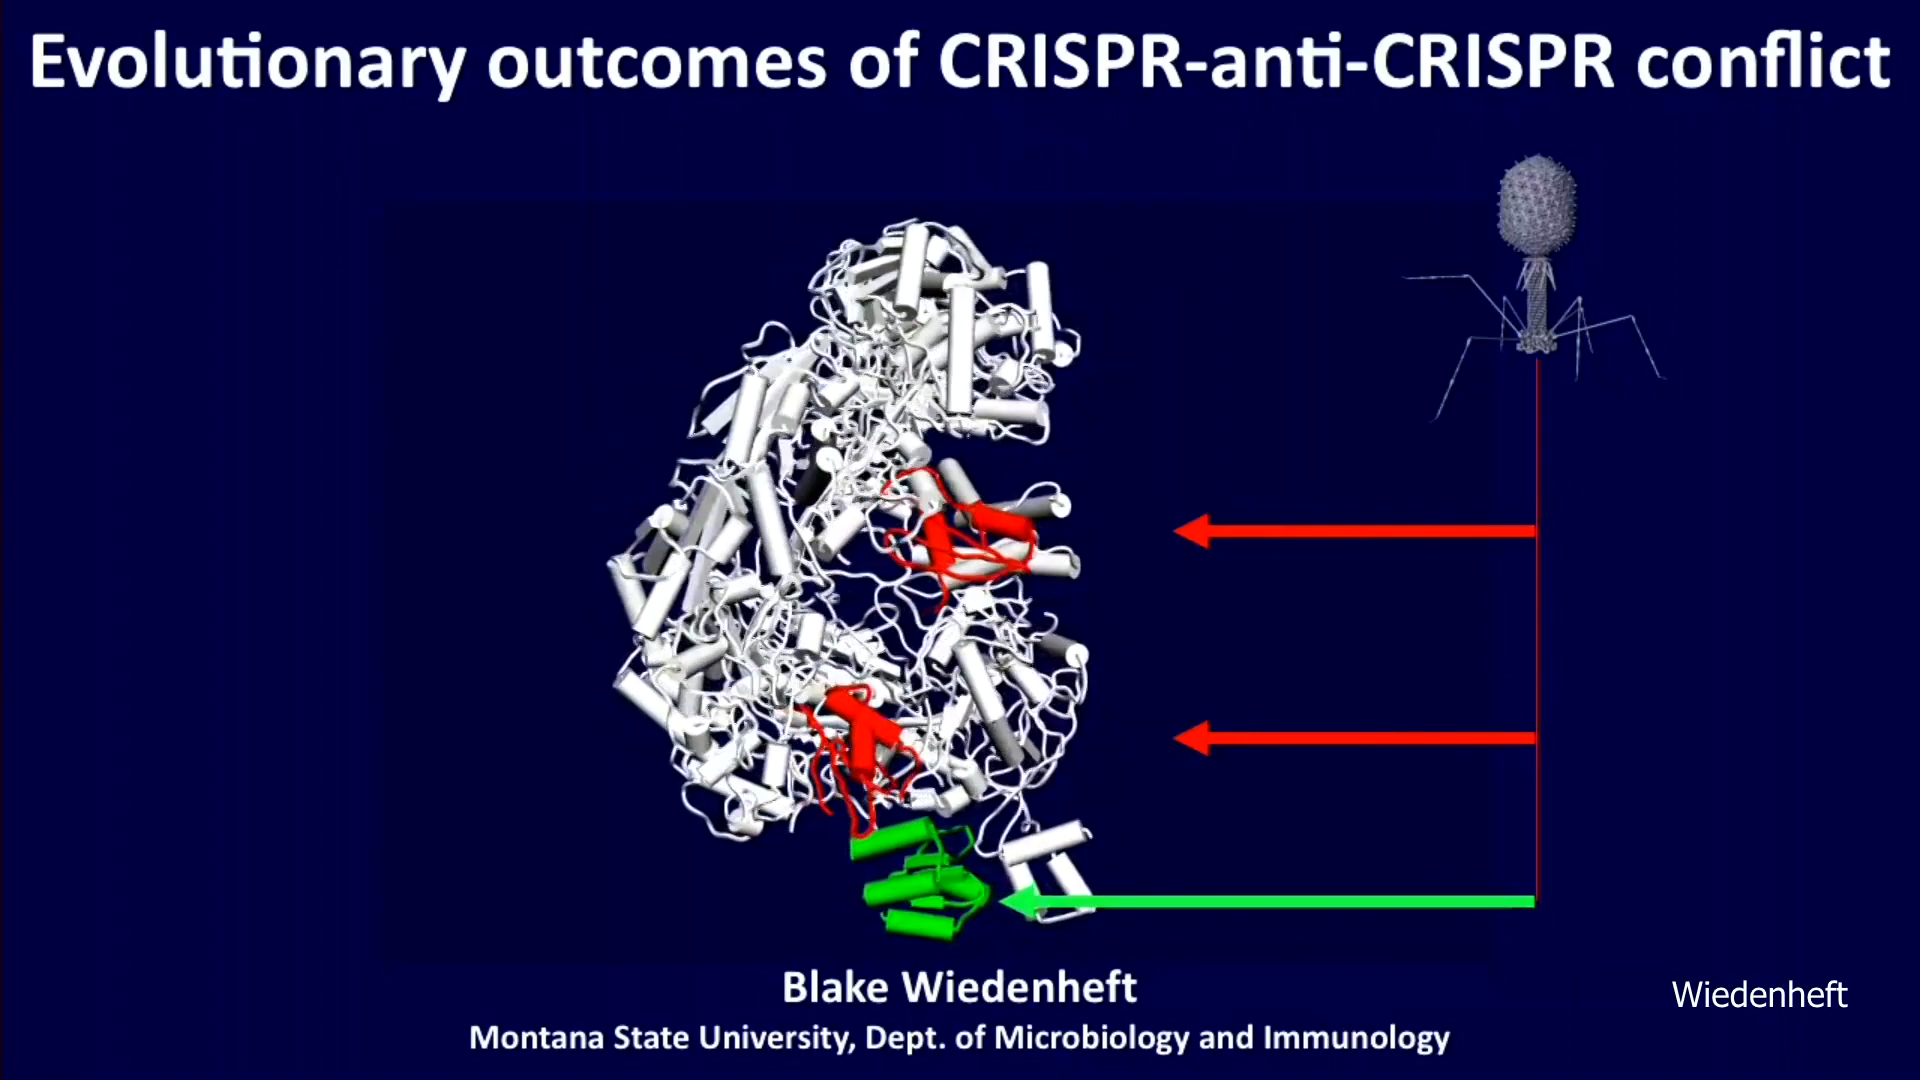 Evolutionary outcomes of CRISPR-anti-CRISPR conflict
Blake Wiedenheft
Wiedenheft
Montana State University, Dept. of Microbiology and Immunology